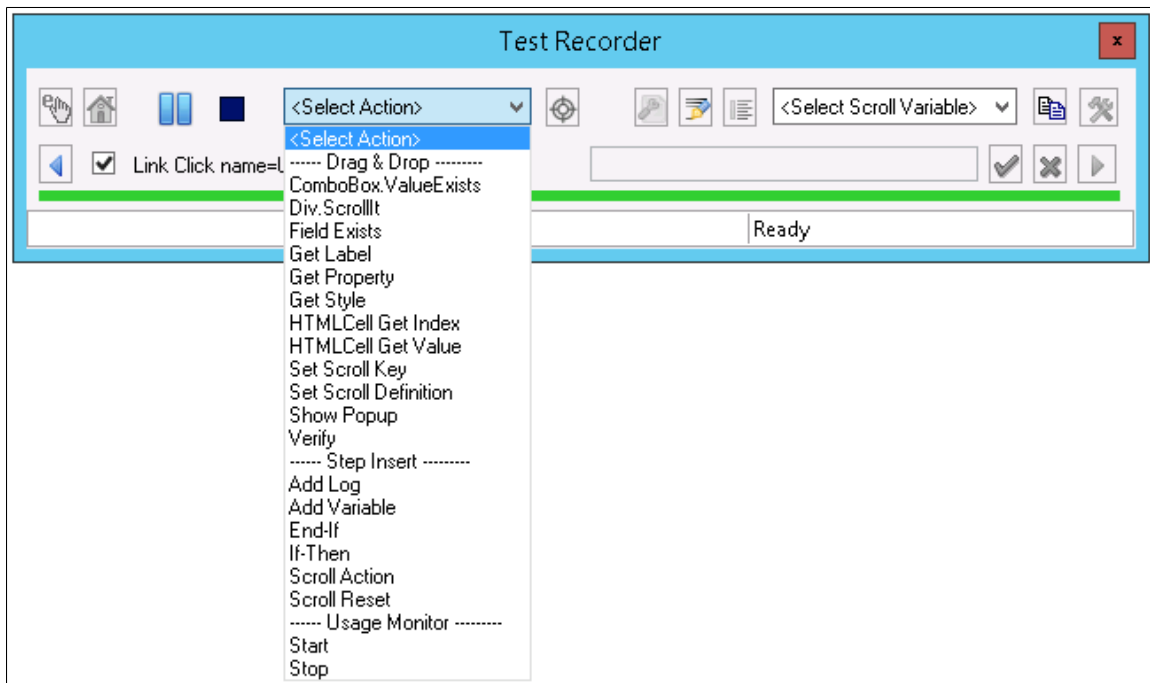 Test Recorder
x
<Select Action>
<Select Scroll Variable>
Link Click name=
Ready
<Select Action>
------ Drag & Drop ---------
ComboBox.ValueExists
Div.ScrollIt
Field Exists
Get Label
Get Property
Get Style
HTMLCell Get Index
HTMLCell Get Value
Set Scroll Key
Set Scroll Definition
Show Popup
Verify
------ Step Insert ---------
Add Log
Add Variable
End-If
If-Then
Scroll Action
Scroll Reset
------ Usage Monitor ---------
Start
Stop